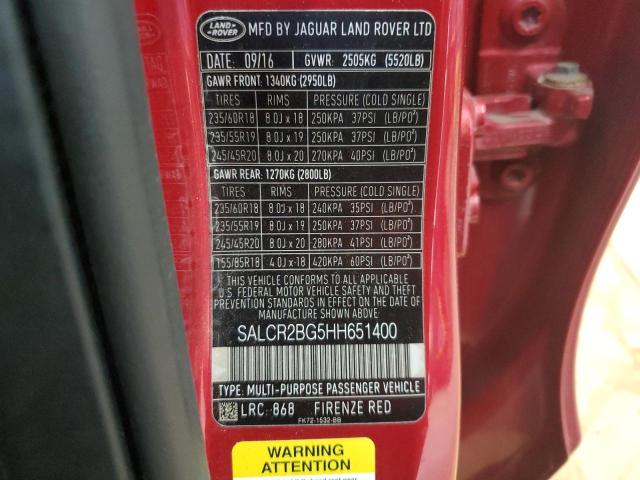 LAND-
ROVER
MFD BY JAGUAR LAND ROVER LTD
DATE: 09/16 GVWR: 2505KG (5520LB)
GAWR FRONT: 1340KG (2950LB)
TIRES RIMS PRESSURE (COLD SINGLE)
235/60R18 8.0J x 18 250KPA 37PSI (LB/PO²)
235/55R19 8.0J x 19 250KPA 37PSI (LB/PO²)
245/45R20 8.0J x 20 270KPA 40PSI (LB/PO²)
GAWR REAR: 1270KG (2800LB)
TIRES RIMS PRESSURE (COLD SINGLE)
235/60R18 8.0J x 18 240KPA 35PSI (LB/PO²)
235/55R19 8.0J x 19 250KPA 37PSI (LB/PO²)
245/45R20 8.0J x 20 280KPA 41PSI (LB/PO²)
155/85R18 4.0J x 18 420KPA 60PSI (LB/PO²)
THIS VEHICLE CONFORMS TO ALL APPLICABLE
U.S. FEDERAL MOTOR VEHICLE SAFETY AND THEFT
PREVENTION STANDARDS IN EFFECT ON THE DATE OF
MANUFACTURE SHOWN ABOVE.
SALCR2BG5HH651400
TYPE: MULTI-PURPOSE PASSENGER VEHICLE
LRC: 868 FIRENZE RED
FK72-1532-BB
WARNING
ATTENTION